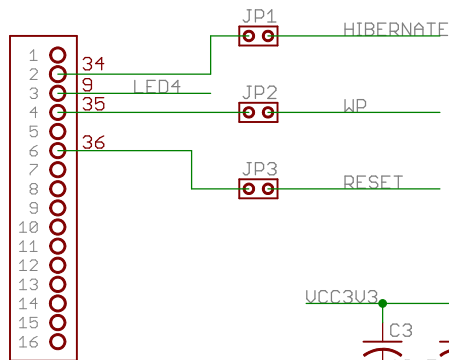 JP1
HIBERNATE
1
2 34
3 9 LED4
4 35 JP2 WP
5
6 36
7 JP3
8 RESET
9
10
11
12
13
14 VCC3V3
15 C3
16